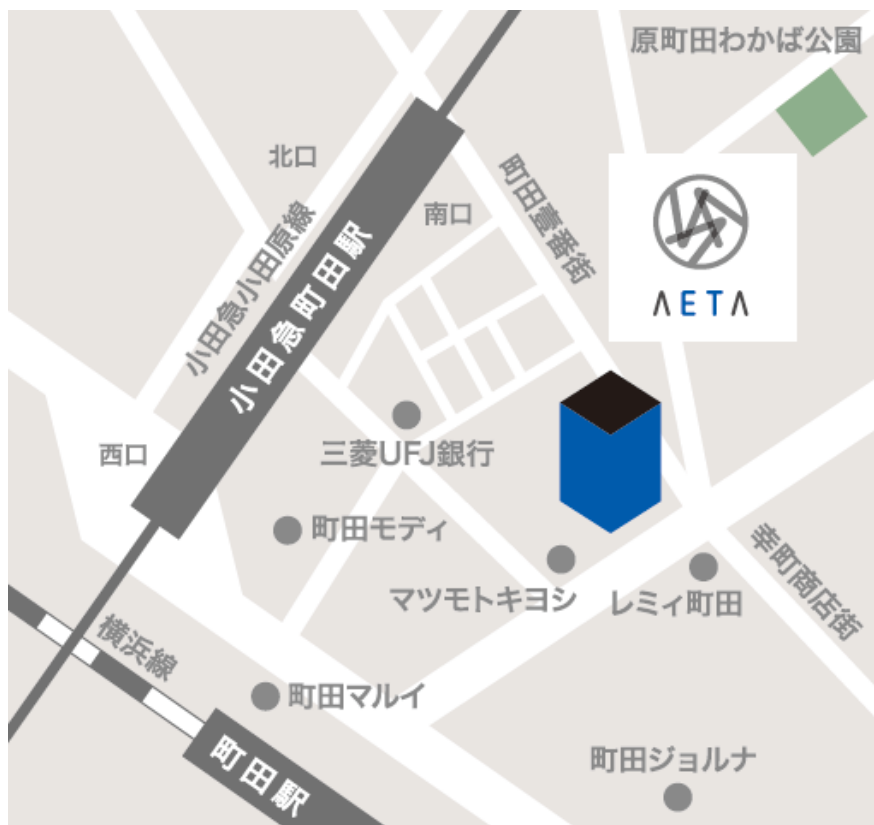 原町田わかば公園
北口
南口
町田壹番街
小田急小田原線
小田急町田駅
ΛETΛ
西口
三菱UFJ銀行
町田モディ
マツモトキヨシ
レミィ町田
幸町商店街
横浜線
町田マルイ
町田駅
町田ジョルナ